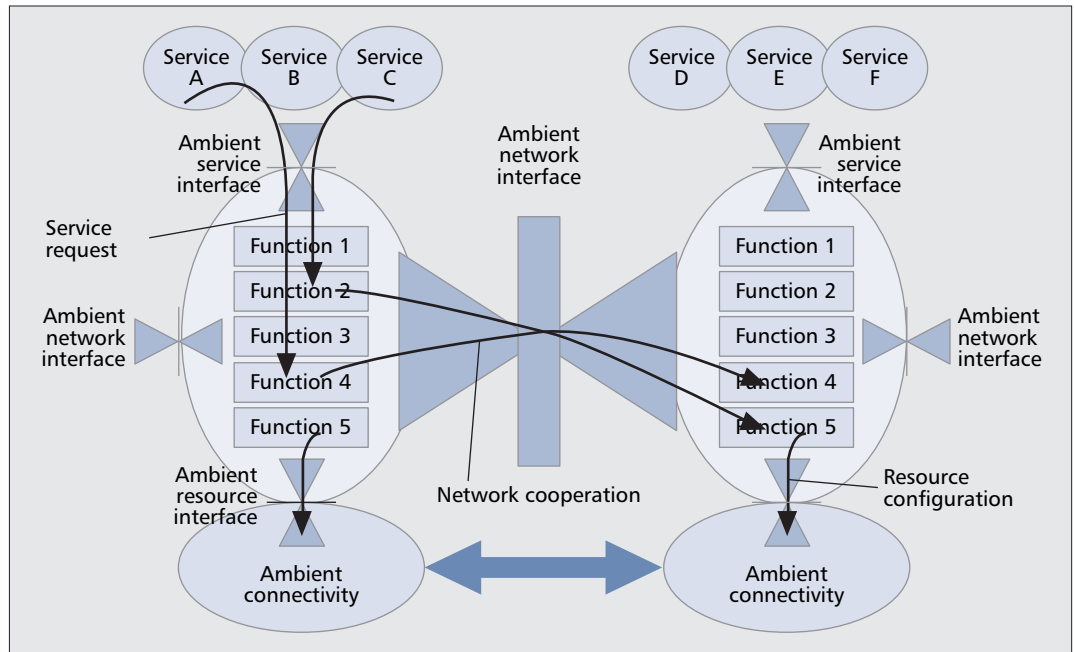 Service
A
Service
B
Service
C
Service
D
Service
E
Service
F
Ambient
service
interface
Ambient
network
interface
Ambient
service
interface
Service
request
Function 1
Function 2
Function 3
Function 4
Function 5
Function 1
Function 2
Function 3
Function 4
Function 5
Ambient
network
interface
Ambient
network
interface
Ambient
resource
interface
Network cooperation
Resource
configuration
Ambient
connectivity
Ambient
connectivity